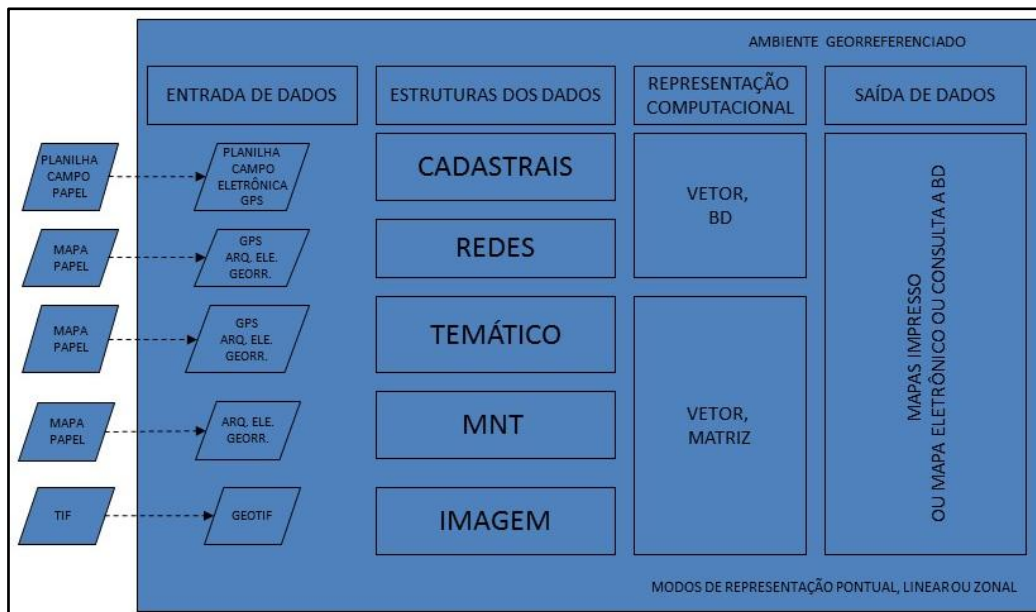 AMBIENTE GEORREFERENCIADO
ENTRADA DE DADOS
ESTRUTURAS DOS DADOS
REPRESENTAÇÃO
COMPUTACIONAL
SAÍDA DE DADOS
PLANILHA
CAMPO
PAPEL
PLANILHA
CAMPO
ELETRÔNICA
GPS
CADASTRAIS
VETOR,
BD
MAPAS IMPRESSO
OU MAPA ELETRÔNICO OU CONSULTA A BD
MAPA
PAPEL
GPS
ARQ. ELE.
GEORR.
REDES
MAPA
PAPEL
GPS
ARQ. ELE.
GEORR.
TEMÁTICO
VETOR,
MATRIZ
MAPA
PAPEL
ARQ. ELE.
GEORR.
MNT
TIF
GEOTIF
IMAGEM
MODOS DE REPRESENTAÇÃO PONTUAL, LINEAR OU ZONAL